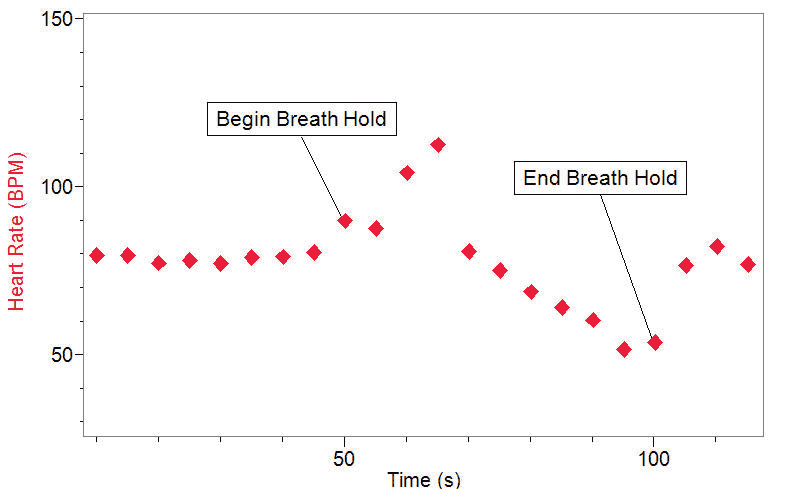 150
Begin Breath Hold
End Breath Hold
100
Heart Rate (BPM)
50
50
100
Time (s)